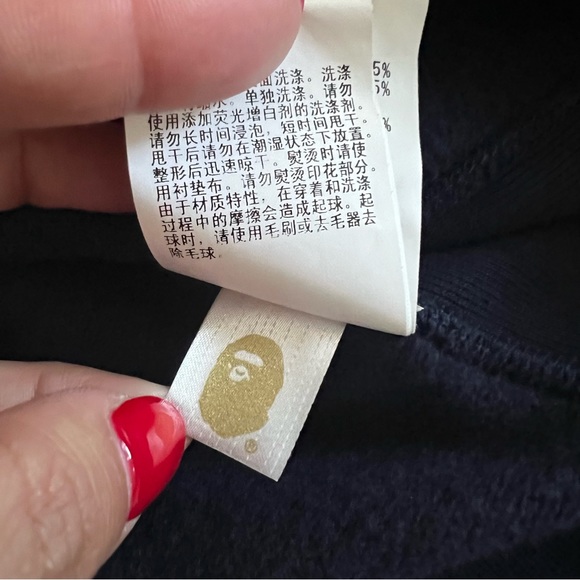 面洗涤。洗涤
缩水。单独洗涤。请勿
使用添加荧光增白剂的洗涤剂。
请勿长时间浸泡，短时间甩干。
甩干后请勿在潮湿状态下放置。
整形后迅速晾干。熨烫时请使
用衬垫布。请勿熨烫印花部分。
由于材质特性，在穿着和洗涤
过程中的摩擦会造成起球。起
球时，请使用毛刷或去毛器去
除毛球。
5%
5%
%
®